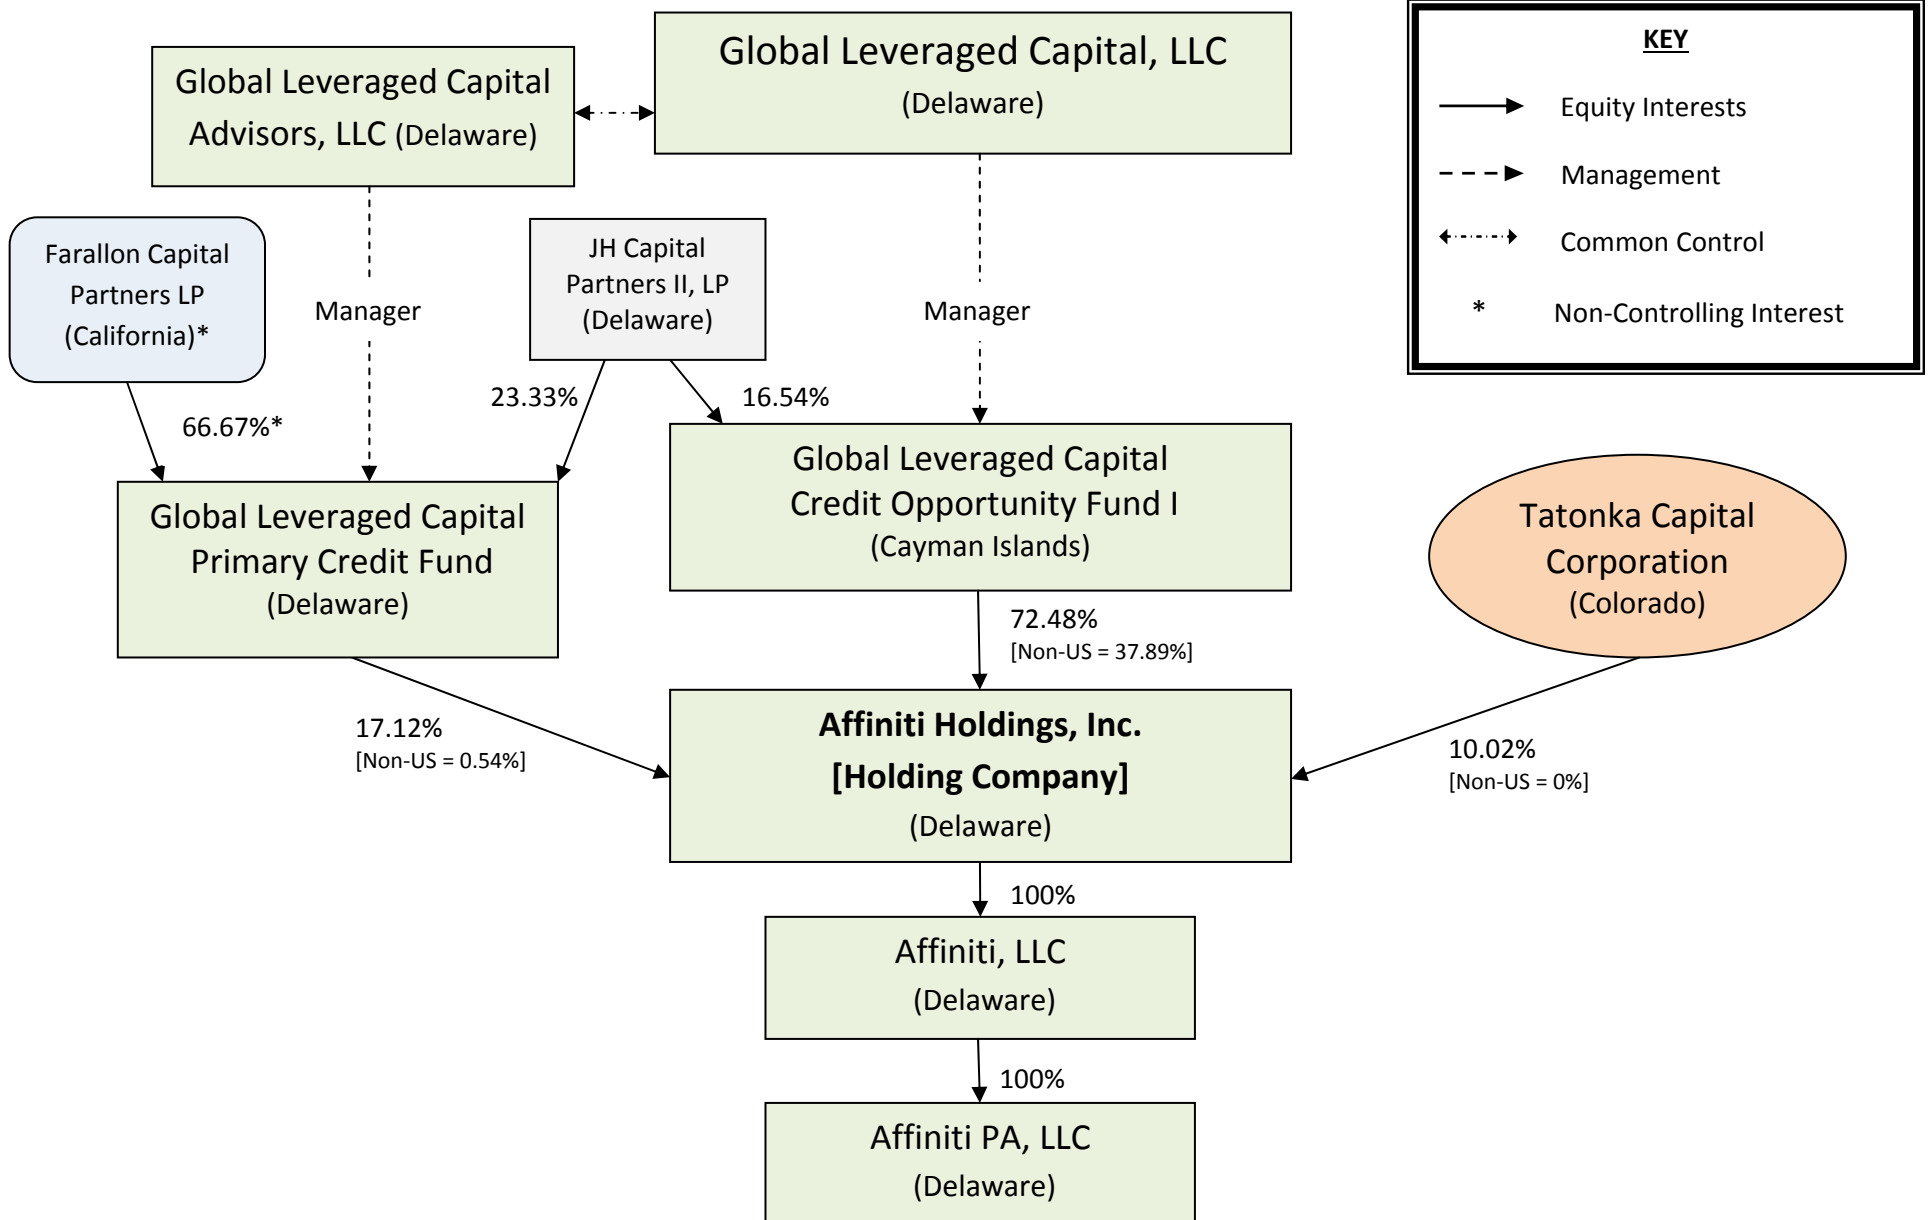 Global Leveraged Capital, LLC
(Delaware)
Global Leveraged Capital
Advisors, LLC (Delaware)
KEY
Equity Interests
Management
Common Control
* Non-Controlling Interest
Farallon Capital
Partners LP
(California)*
Manager
JH Capital
Partners II, LP
(Delaware)
Manager
66.67%*
23.33%
16.54%
Global Leveraged Capital
Primary Credit Fund
(Delaware)
Global Leveraged Capital
Credit Opportunity Fund I
(Cayman Islands)
Tatonka Capital
Corporation
(Colorado)
17.12%
[Non-US = 0.54%]
72.48%
[Non-US = 37.89%]
10.02%
[Non-US = 0%]
Affiniti Holdings, Inc.
[Holding Company]
(Delaware)
100%
Affiniti, LLC
(Delaware)
100%
Affiniti PA, LLC
(Delaware)